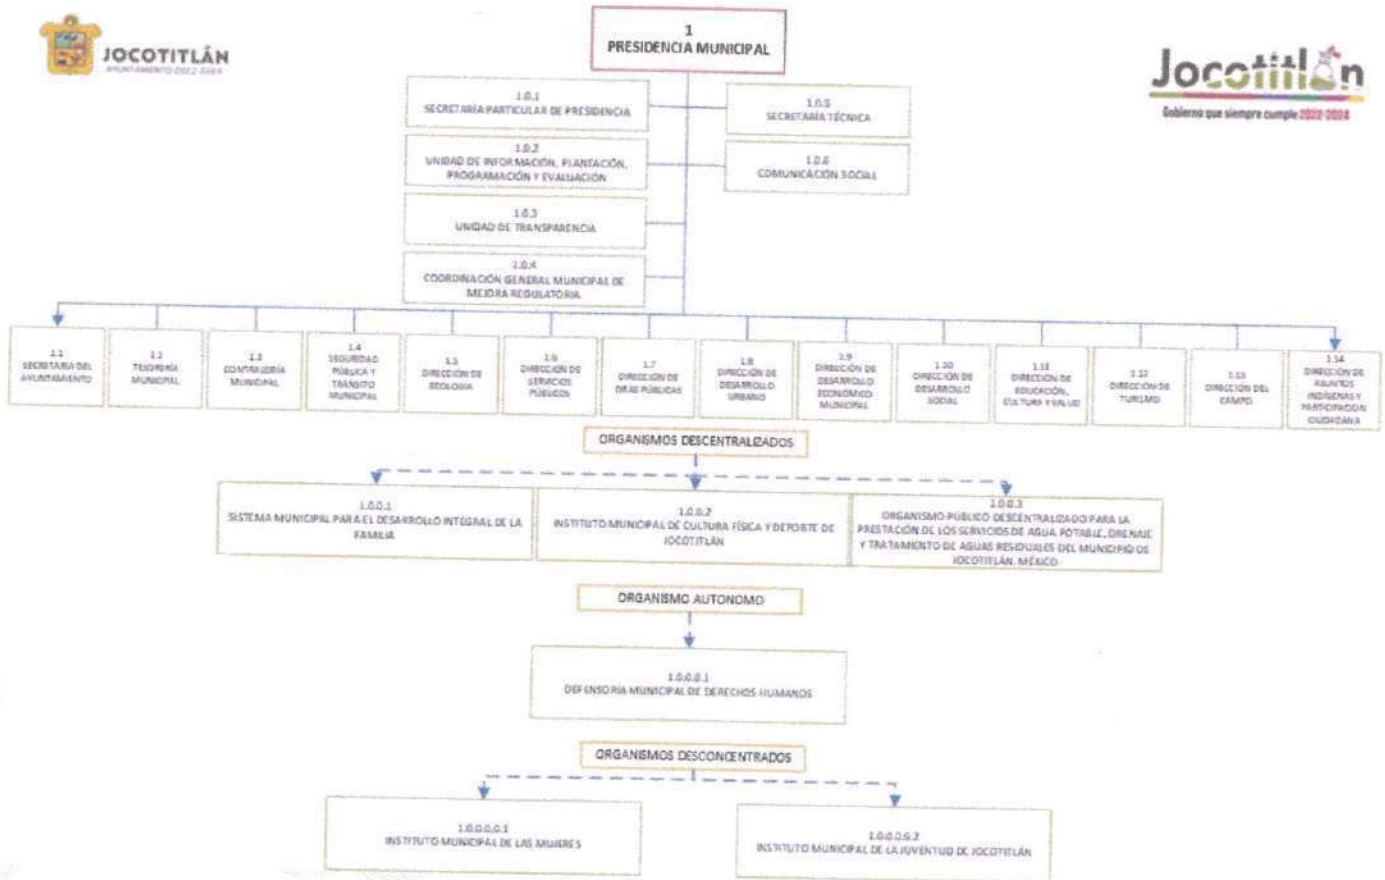 JOCOTITLÁN
AYUNTAMIENTO 2022-2024
1
PRESIDENCIA MUNICIPAL
Jocotitlán
Gobierno que siempre cumple 2022-2024
1.0.1
SECRETARÍA PARTICULAR DE PRESIDENCIA
1.0.5
SECRETARÍA TÉCNICA
1.0.2
UNIDAD DE INFORMACIÓN, PLANTACIÓN,
PROGRAMACIÓN Y EVALUACIÓN
1.0.6
COMUNICACIÓN SOCIAL
1.0.3
UNIDAD DE TRANSPARENCIA
1.0.4
COORDINACIÓN GENERAL MUNICIPAL DE
MEJORA REGULATORIA
1.1
SECRETARIA DEL
AYUNTAMIENTO
1.2
TESORERÍA
MUNICIPAL
1.3
CONTRALORÍA
MUNICIPAL
1.4
SEGURIDAD
PÚBLICA Y
TRÁNSITO
MUNICIPAL
1.5
DIRECCIÓN DE
ECOLOGIA
1.6
DIRECCIÓN DE
SERVICIOS
PÚBLICOS
1.7
DIRECCIÓN DE
OBAS PÚBLICAS
1.8
DIRECCIÓN DE
DESARROLLO
URBANO
1.9
DIRECCIÓN DE
DESARROLLO
ECONÓMICO
MUNICIPAL
1.10
DIRECCIÓN DE
DESARROLLO
SOCIAL
1.11
DIRECCIÓN DE
EDUCACIÓN,
CULTURA Y SALUD
1.12
DIRECCIÓN DE
TURISMO
1.13
DIRECCIÓN DEL
CAMPO
1.14
DIRECCIÓN DE
ASUNTOS
INDÍGENAS Y
PARTICIPACION
CIUDADANA
ORGANISMOS DESCENTRALIZADOS
1.0.0.1
SISTEMA MUNICIPAL PARA EL DESARROLLO INTEGRAL DE LA
FAMILIA
1.0.0.2
INSTITUTO MUNICIPAL DE CULTURA FÍSICA Y DEPORTE DE
JOCOTITLÁN
1.0.0.3
ORGANISMO PÚBLICO DESCENTRALIZADO PARA LA
PRESTACIÓN DE LOS SERVICIOS DE AGUA POTABLE, DRENAJE
Y TRATAMIENTO DE AGUAS RESIDUALES DEL MUNICIPIO DE
JOCOTITLÁN, MÉXICO
ORGANISMO AUTONOMO
1.0.0.0.1
DEFENSORIA MUNICIPAL DE DERECHOS HUMANOS
ORGANISMOS DESCONCENTRADOS
1.0.0.0.0.1
INSTITUTO MUNICIPAL DE LAS MUJERES
1.0.0.0.0.2
INSTITUTO MUNICIPAL DE LA JUVENTUD DE JOCOTITLÁN